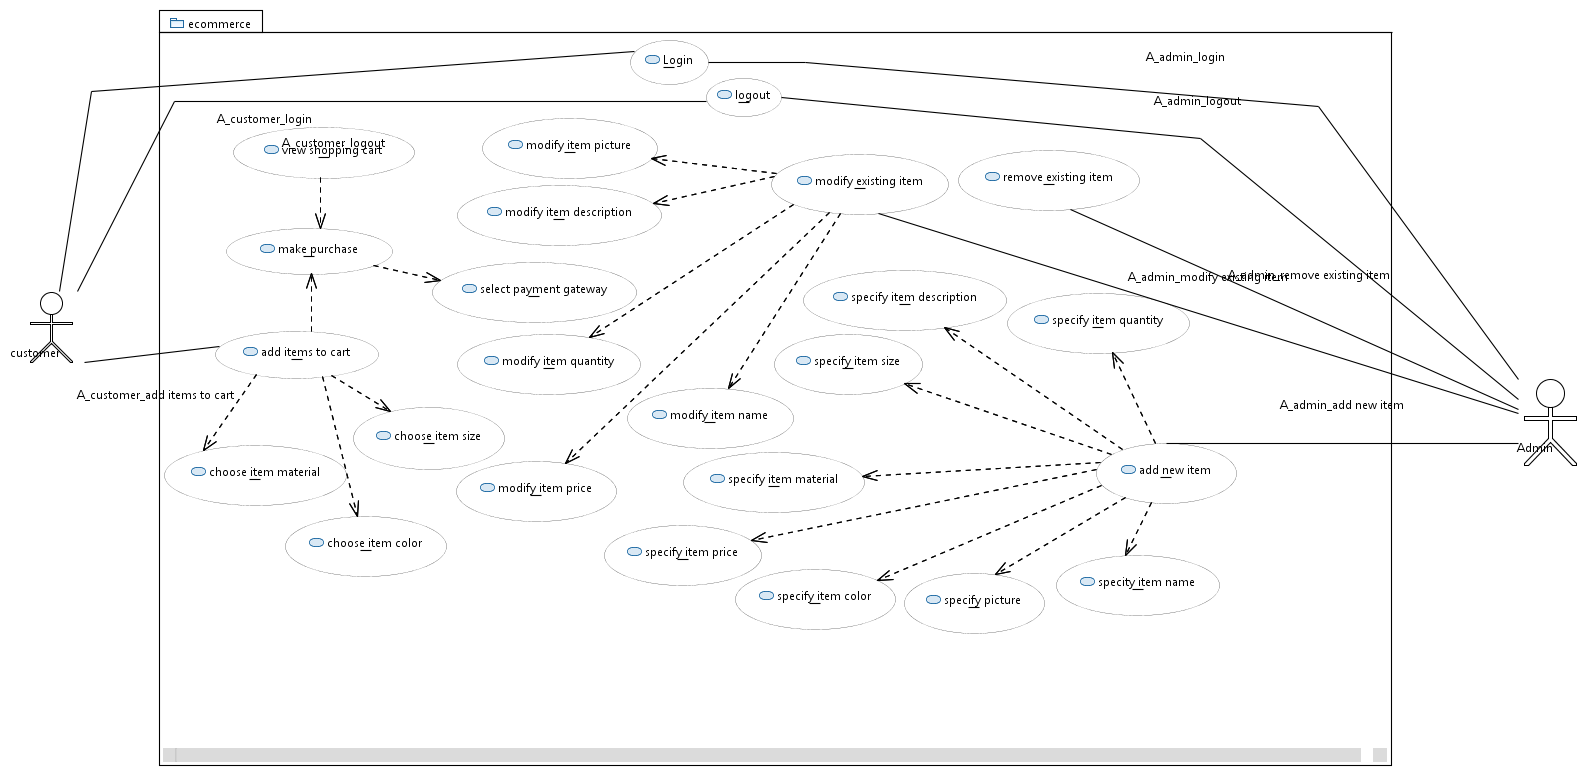 ecommerce
Login
A_admin_login
logout
A_admin_logout
A_customer_login
A_customer_logout
view shopping cart
modify item picture
modify existing item
remove existing item
modify item description
make purchase
A_admin_modify existing item
A_admin_remove existing item
select payment gateway
specify item description
specify item quantity
customer
add items to cart
modify item quantity
specify item size
A_customer_add items to cart
A_admin_add new item
modify item name
choose item size
Admin
choose item material
add new item
specify item material
modify item price
choose item color
specify item price
specity item name
specify item color
specify picture